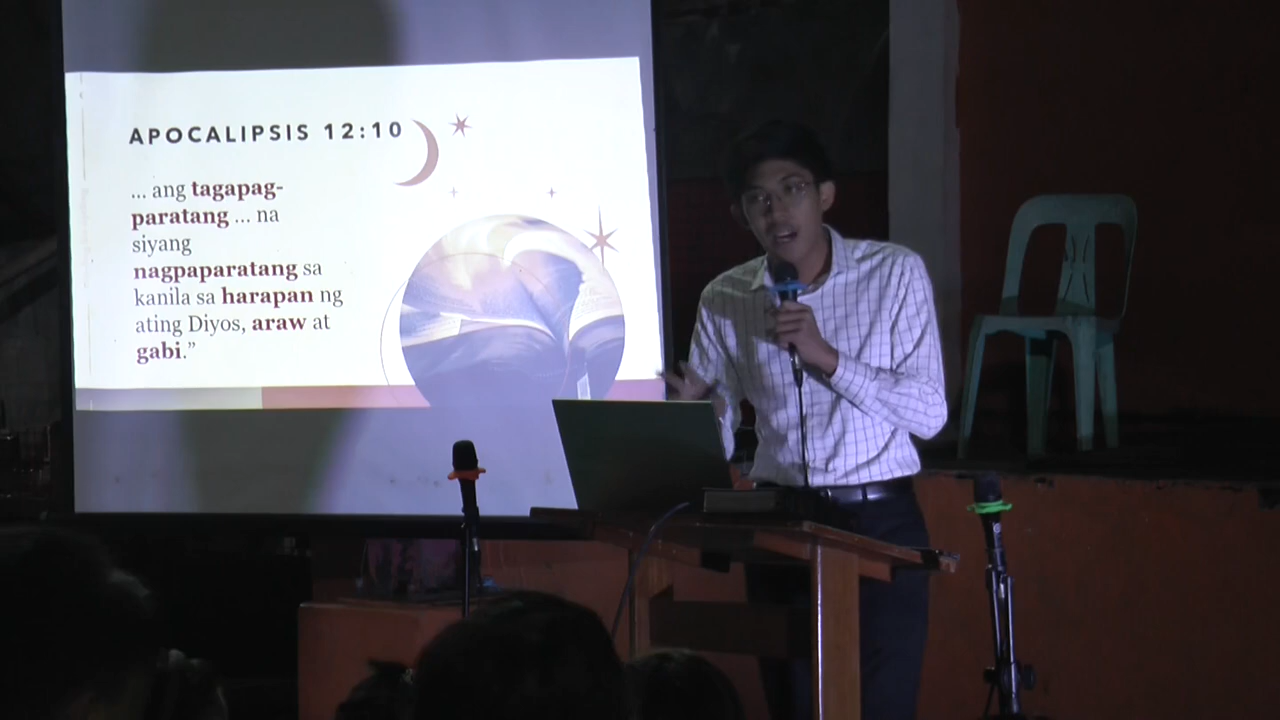 APOCALIPSIS 12:10
... ang tagapag-
paratang ... na
siyang
nagpaparatang sa
kanila sa harapan ng
ating Diyos, araw at
gabi.”